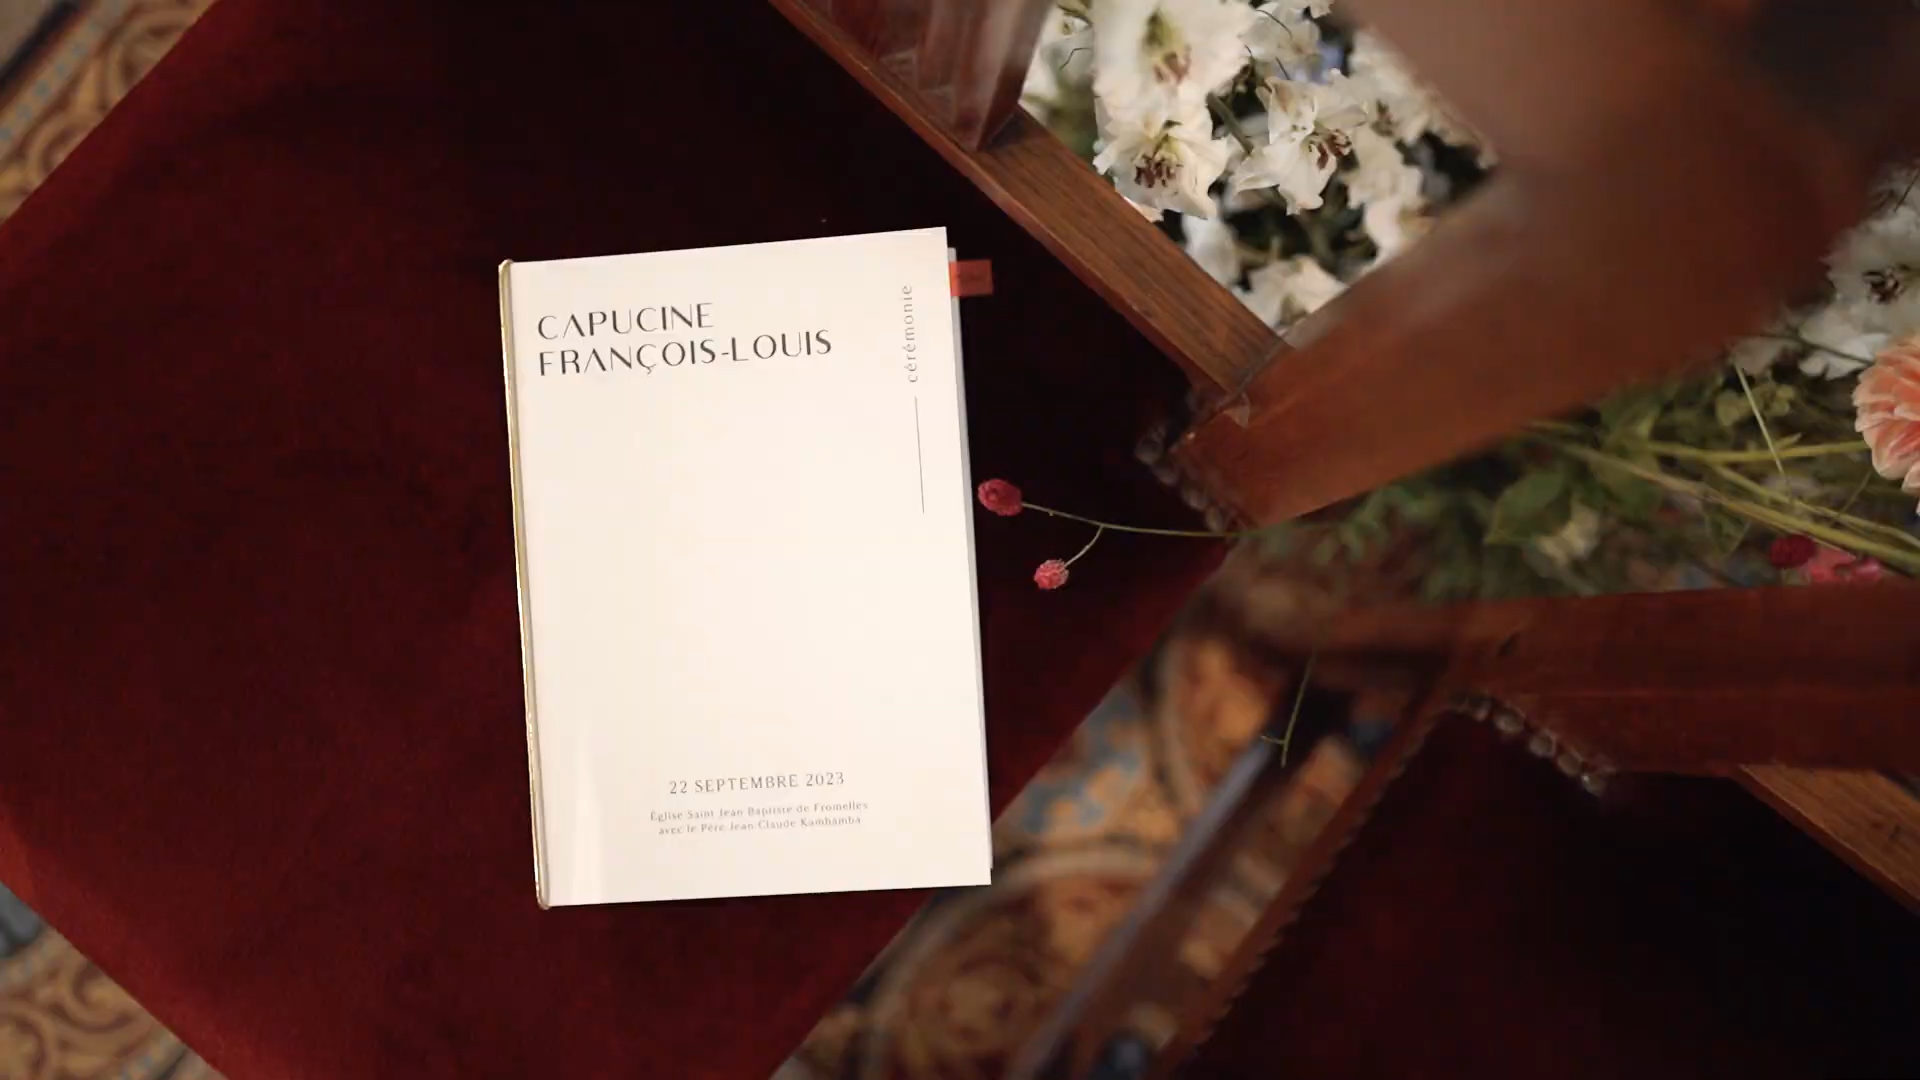 CAPUCINE
FRANÇOIS-LOUIS
cérémonie
22 SEPTEMBRE 2023
Église Saint Jean Baptiste de Fromelles
avec le Père Jean-Claude Kambamba